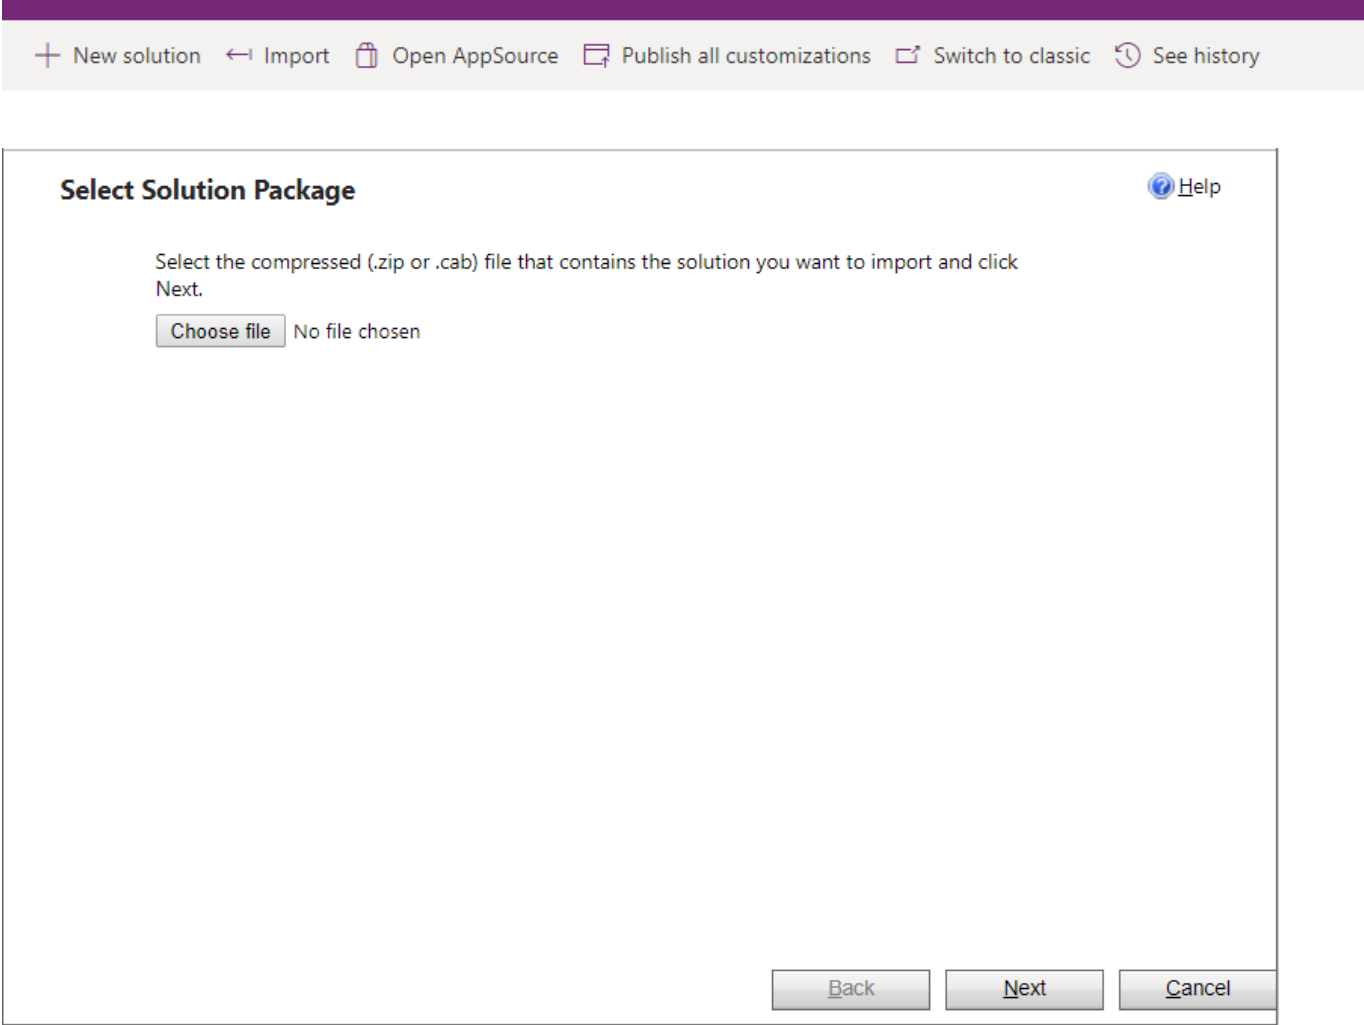 New solution Import Open AppSource Publish all customizations Switch to classic See history
Select Solution Package
Help
Select the compressed (.zip or .cab) file that contains the solution you want to import and click
Next.
Choose file No file chosen
Back Next Cancel